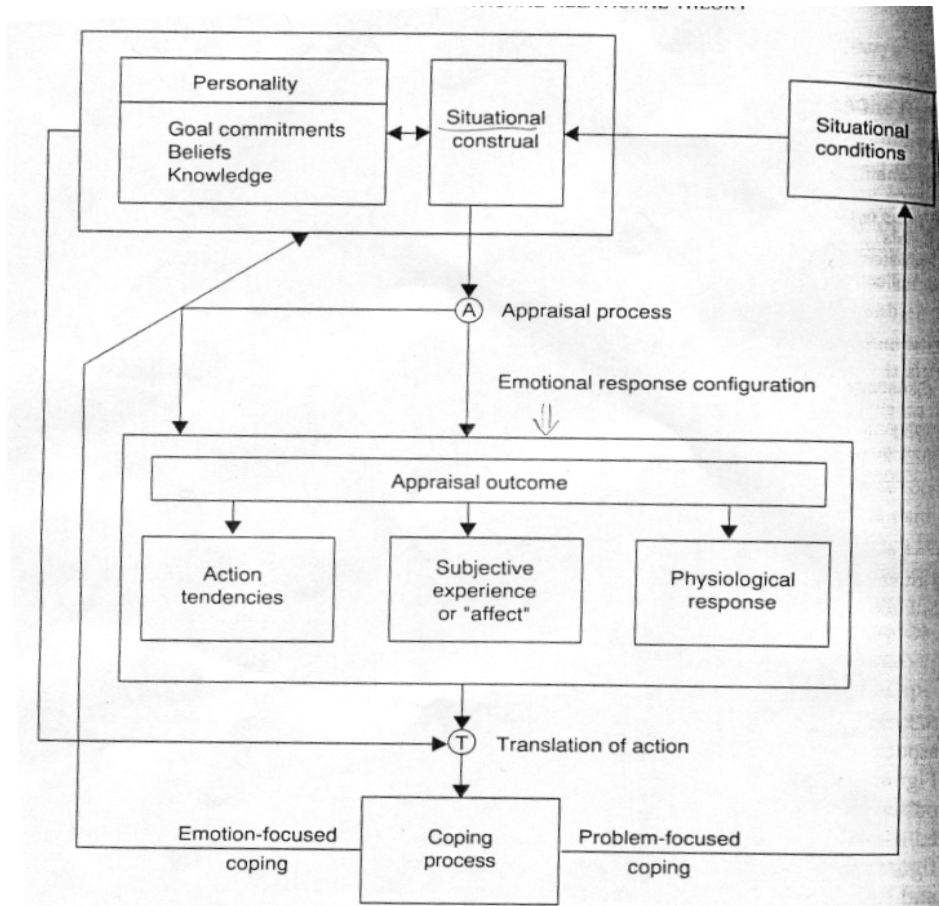 Personality
Goal commitments
Beliefs
Knowledge
Situational
construal
Situational
conditions
A
Appraisal process
Emotional response configuration
Appraisal outcome
Action
tendencies
Subjective
experience
or "affect"
Physiological
response
T
Translation of action
Emotion-focused
coping
Coping
process
Problem-focused
coping